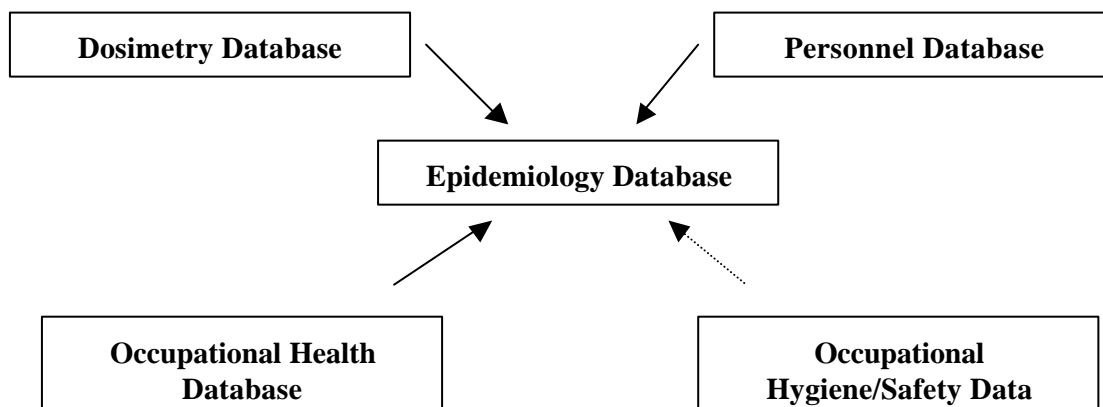 Dosimetry Database
Personnel Database
Epidemiology Database
Occupational Health
Database
Occupational
Hygiene/Safety Data